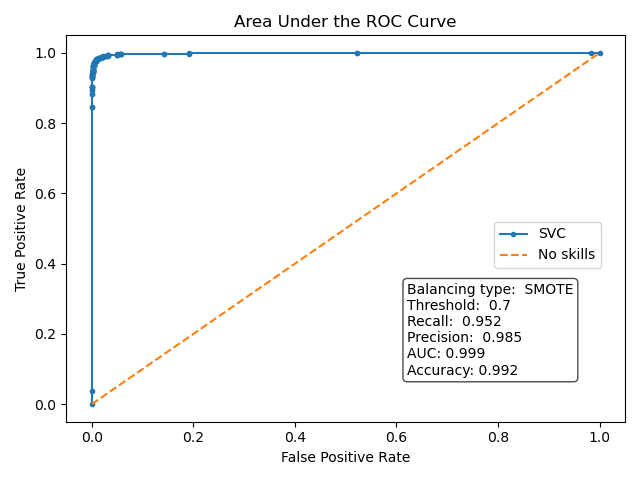 Area Under the ROC Curve
True Positive Rate
1.0
0.8
0.6
0.4
0.2
0.0
SVC
No skills
Balancing type:  SMOTE
Threshold:  0.7
Recall:  0.952
Precision:  0.985
AUC: 0.999
Accuracy: 0.992
0.0 0.2 0.4 0.6 0.8 1.0
False Positive Rate